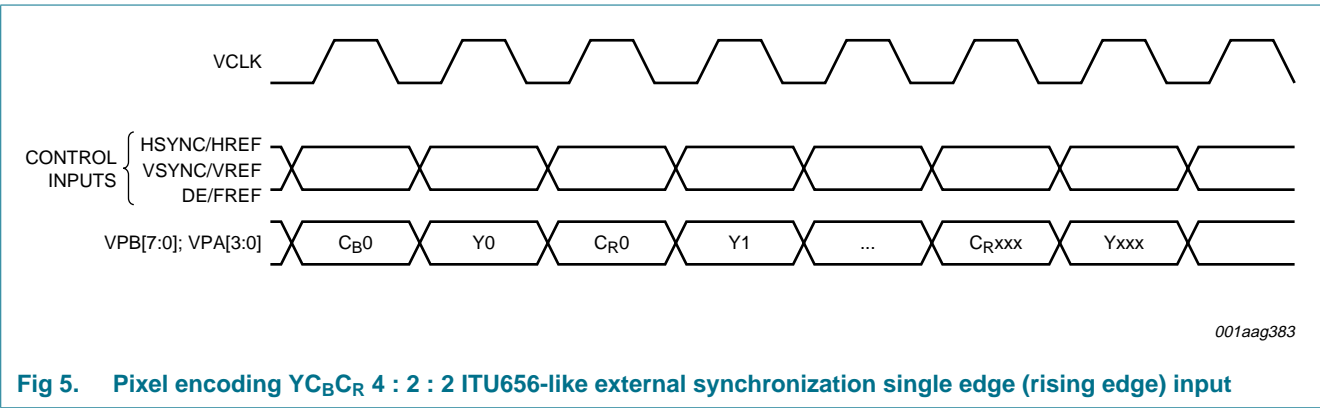 VCLK
CONTROL INPUTS
HSYNC/HREF
VSYNC/VREF
DE/FREF
VPB[7:0]; VPA[3:0]
CB0 Y0 CR0 Y1 ... CRxxx Yxxx
001aag383
Fig 5. Pixel encoding YCBCR 4 : 2 : 2 ITU656-like external synchronization single edge (rising edge) input